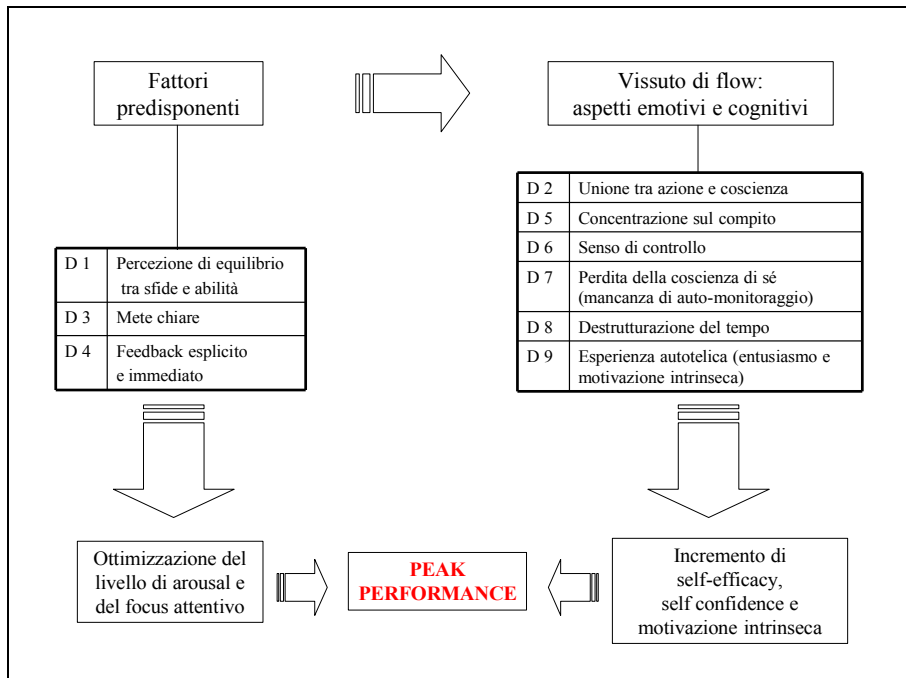 Fattori
predisponenti
Vissuto di flow:
aspetti emotivi e cognitivi
D 1 Percezione di equilibrio
tra sfide e abilità
D 3 Mete chiare
D 4 Feedback esplicito
e immediato
D 2 Unione tra azione e coscienza
D 5 Concentrazione sul compito
D 6 Senso di controllo
D 7 Perdita della coscienza di sé
(mancanza di auto-monitoraggio)
D 8 Destrutturazione del tempo
D 9 Esperienza autotelica (entusiasmo e
motivazione intrinseca)
Ottimizzazione del
livello di arousal e
del focus attentivo
PEAK
PERFORMANCE
Incremento di
self-efficacy,
self confidence e
motivazione intrinseca